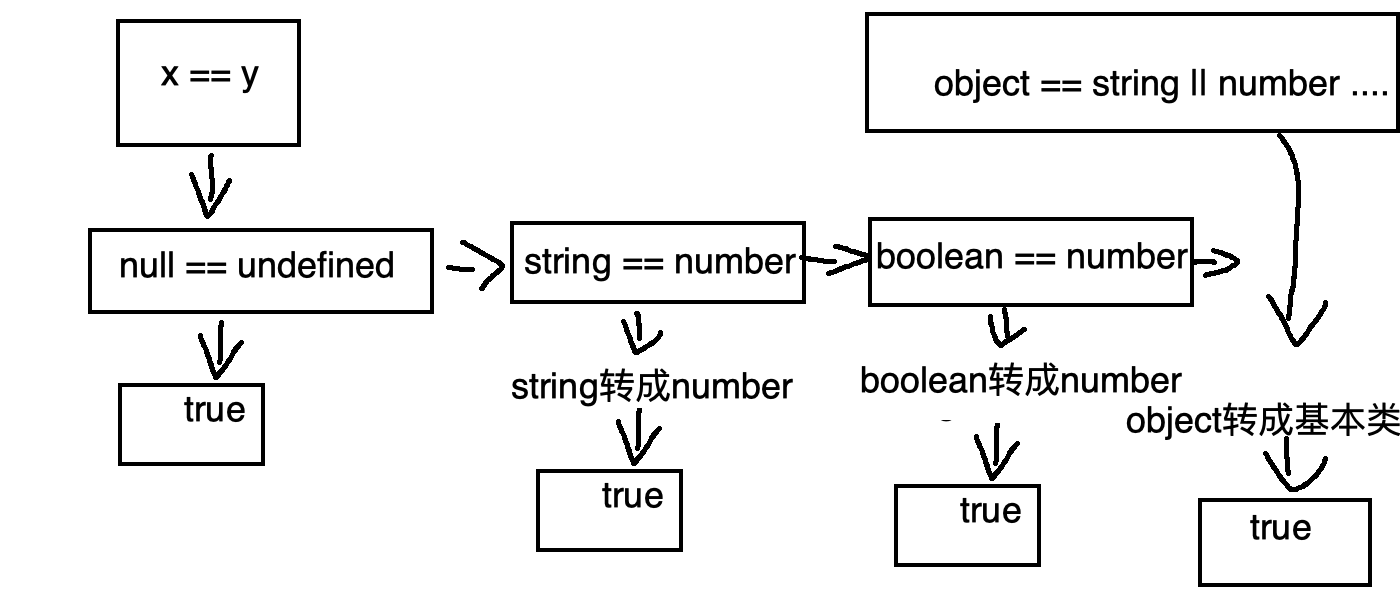 x == y
object == string || number ....
null == undefined
string == number
boolean == number
string转成number
boolean转成number
object转成基本类
true
true
true
true